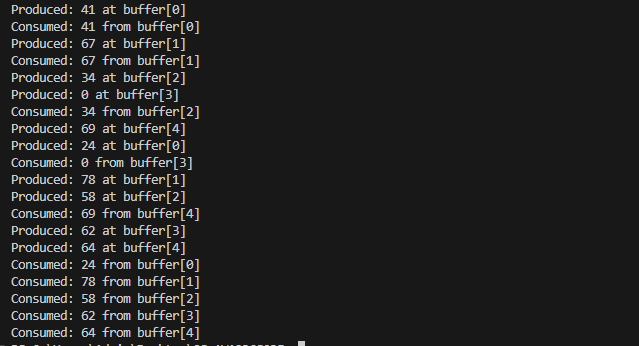 Produced: 41 at buffer[0]
Consumed: 41 from buffer[0]
Produced: 67 at buffer[1]
Consumed: 67 from buffer[1]
Produced: 34 at buffer[2]
Produced: 0 at buffer[3]
Consumed: 34 from buffer[2]
Produced: 69 at buffer[4]
Produced: 24 at buffer[0]
Consumed: 0 from buffer[3]
Produced: 78 at buffer[1]
Produced: 58 at buffer[2]
Consumed: 69 from buffer[4]
Produced: 62 at buffer[3]
Produced: 64 at buffer[4]
Consumed: 24 from buffer[0]
Consumed: 78 from buffer[1]
Consumed: 58 from buffer[2]
Consumed: 62 from buffer[3]
Consumed: 64 from buffer[4]